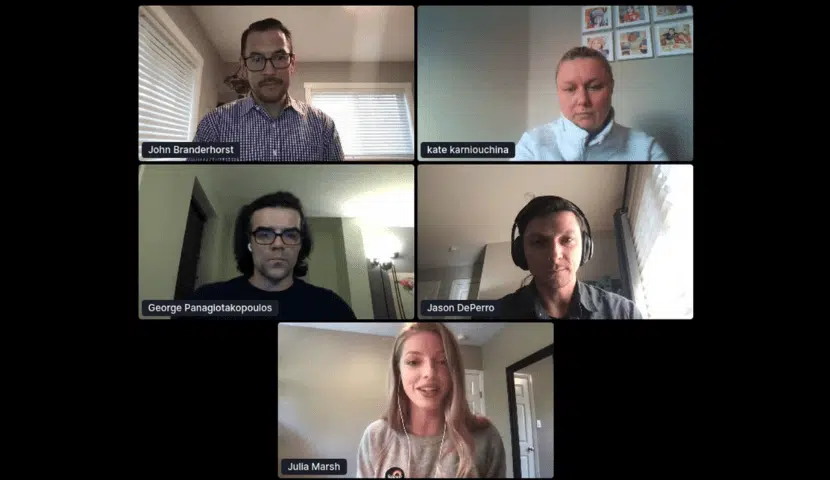 John Branderhorst
kate karniouchina
George Panagiotakopoulos
Jason DePerro
Julia Marsh